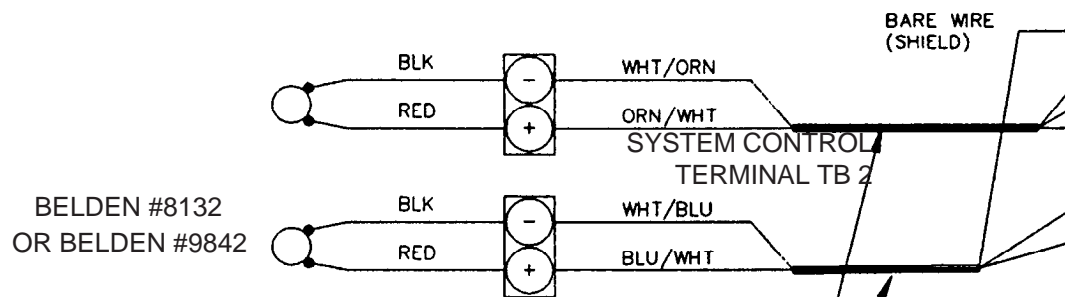 BARE WIRE
(SHIELD)
BLK
-
WHT/ORN
RED
+
ORN/WHT
SYSTEM CONTROL
TERMINAL TB 2
BELDEN #8132
OR BELDEN #9842
BLK
-
WHT/BLU
RED
+
BLU/WHT